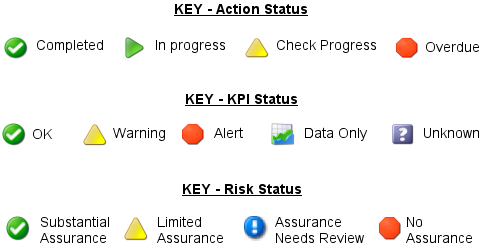 KEY - Action Status
Completed In progress Check Progress Overdue
KEY - KPI Status
OK Warning Alert Data Only ? Unknown
KEY - Risk Status
Substantial Limited Assurance No
Assurance Assurance ! Needs Review Assurance